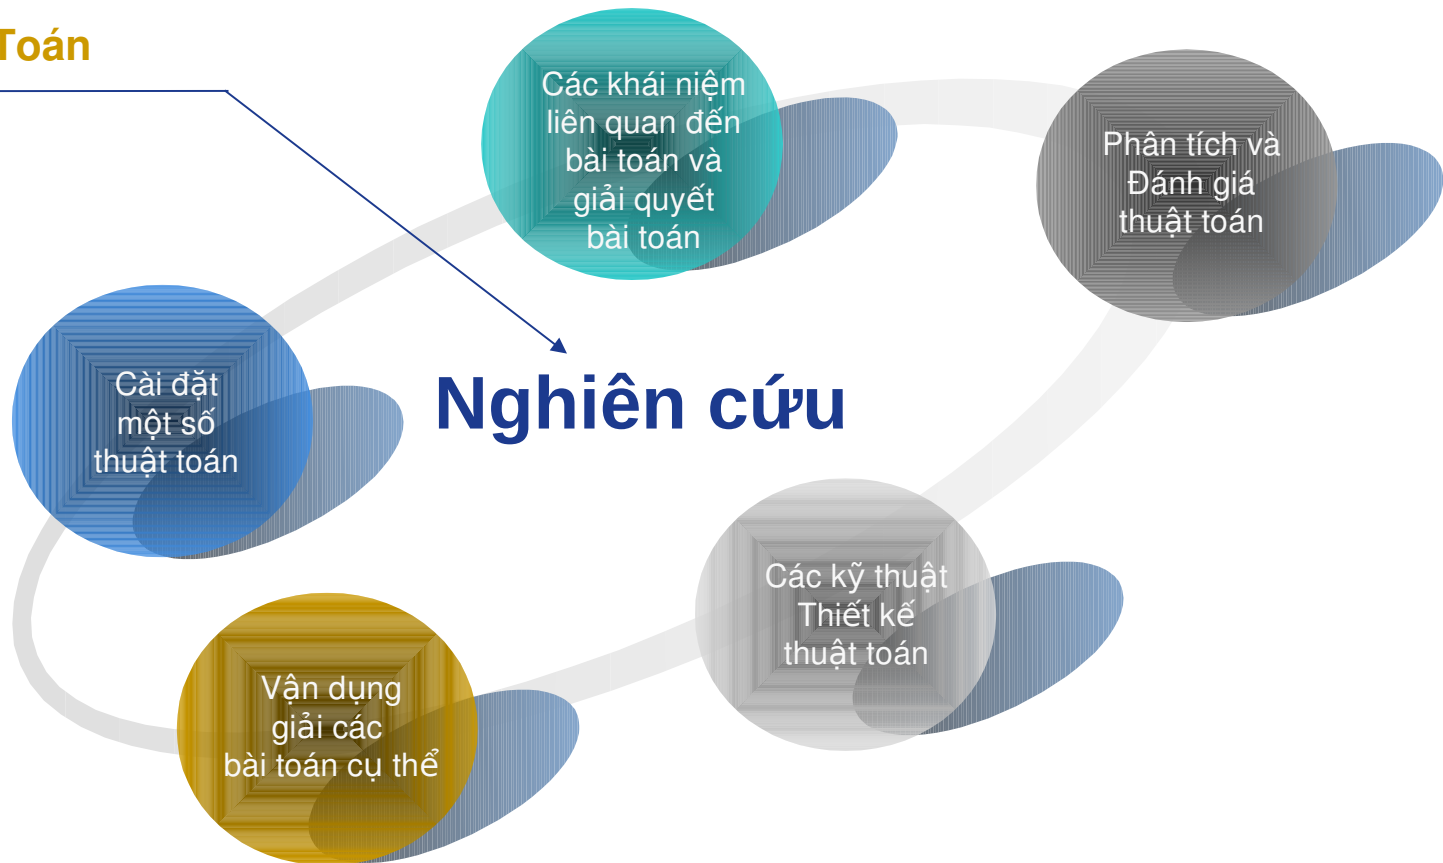 Toán
Các khái niệm
liên quan đến
bài toán và
giải quyết
bài toán
Phân tích và
Đánh giá
thuật toán
Nghiên cứu
Cài đặt
một số
thuật toán
Các kỹ thuật
Thiết kế
thuật toán
Vận dụng
giải các
bài toán cụ thể